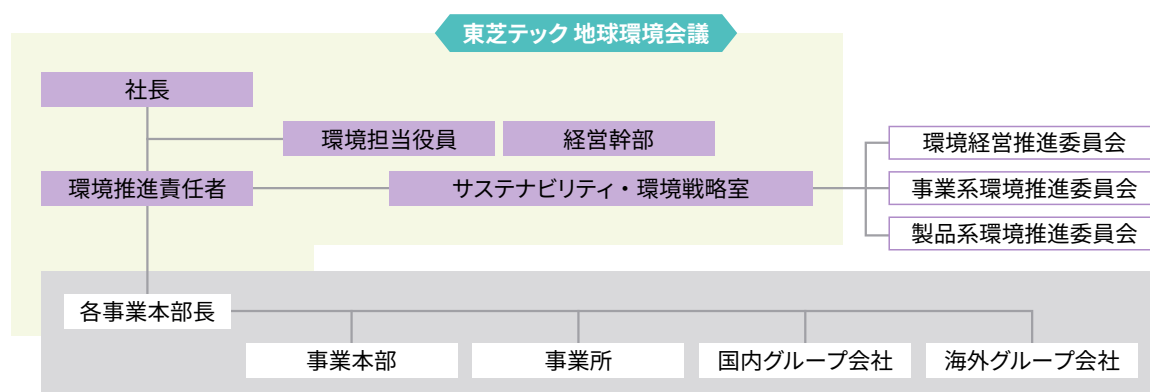 東芝テック 地球環境会議
社長
環境担当役員
経営幹部
環境推進責任者
サステナビリティ・環境戦略室
環境経営推進委員会
事業系環境推進委員会
製品系環境推進委員会
各事業本部長
事業本部
事業所
国内グループ会社
海外グループ会社